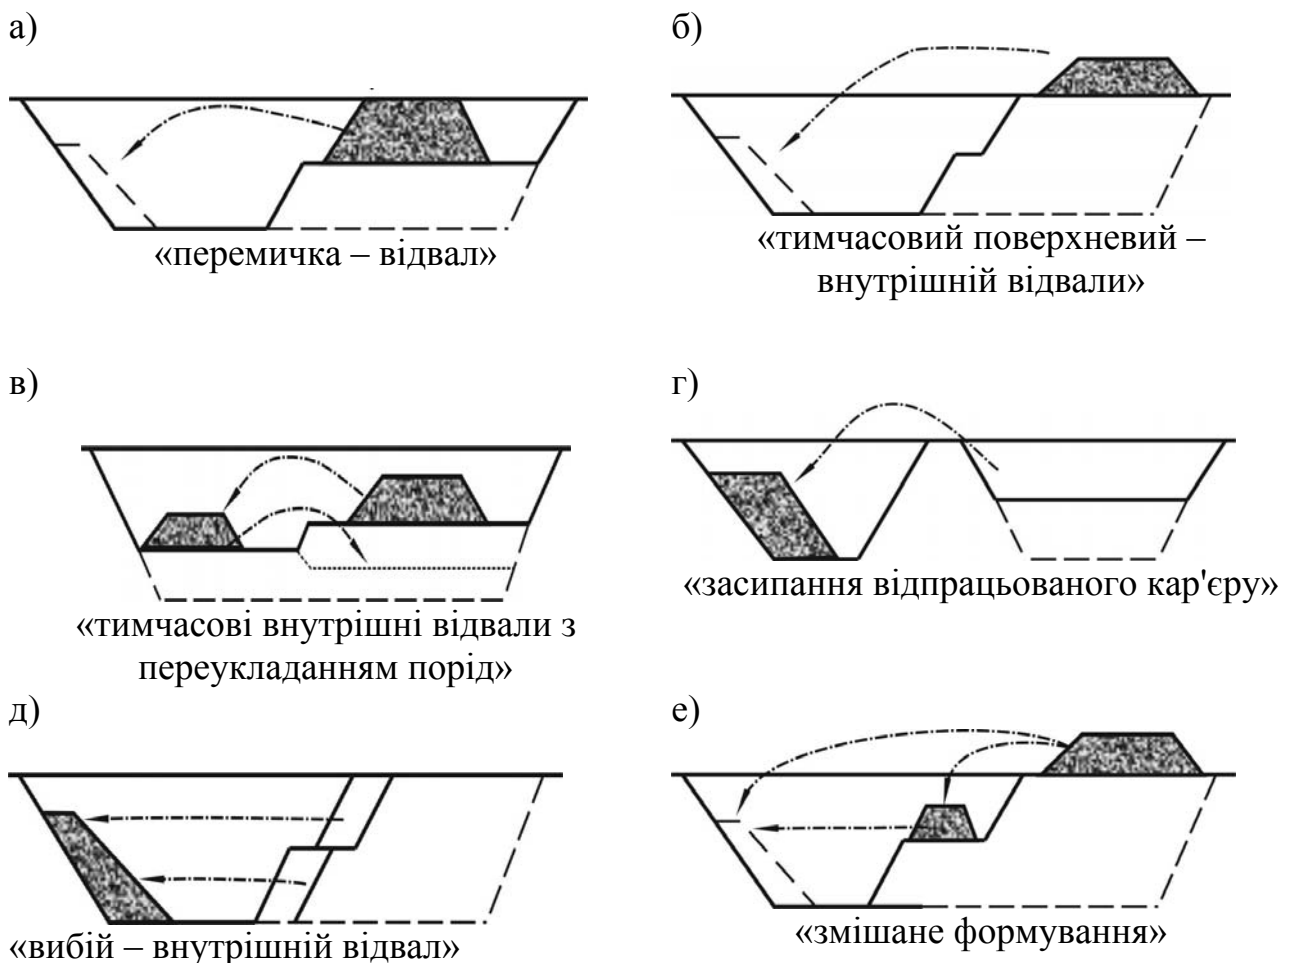 а)
«перемичка – відвал»
б)
«тимчасовий поверхневий –
внутрішній відвали»
в)
«тимчасові внутрішні відвали з
переукладанням порід»
г)
«засипання відпрацьованого кар'єру»
д)
«вибій – внутрішній відвал»
е)
«змішане формування»